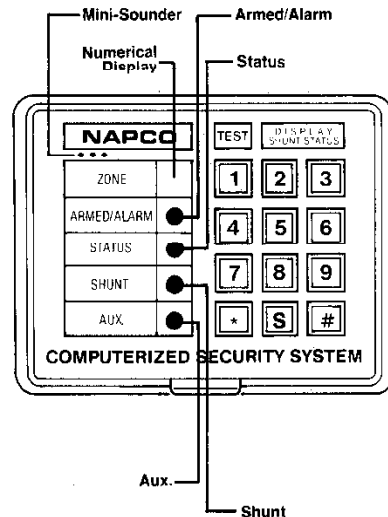 Mini-Sounder
Armed/Alarm
Numerical
Display
Status
NAPCO
TEST
DISPLAY
SHUNT STATUS
ZONE
1 2 3
ARMED/ALARM
4 5 6
STATUS
SHUNT
7 8 9
AUX.
* S #
COMPUTERIZED SECURITY SYSTEM
Aux.
Shunt